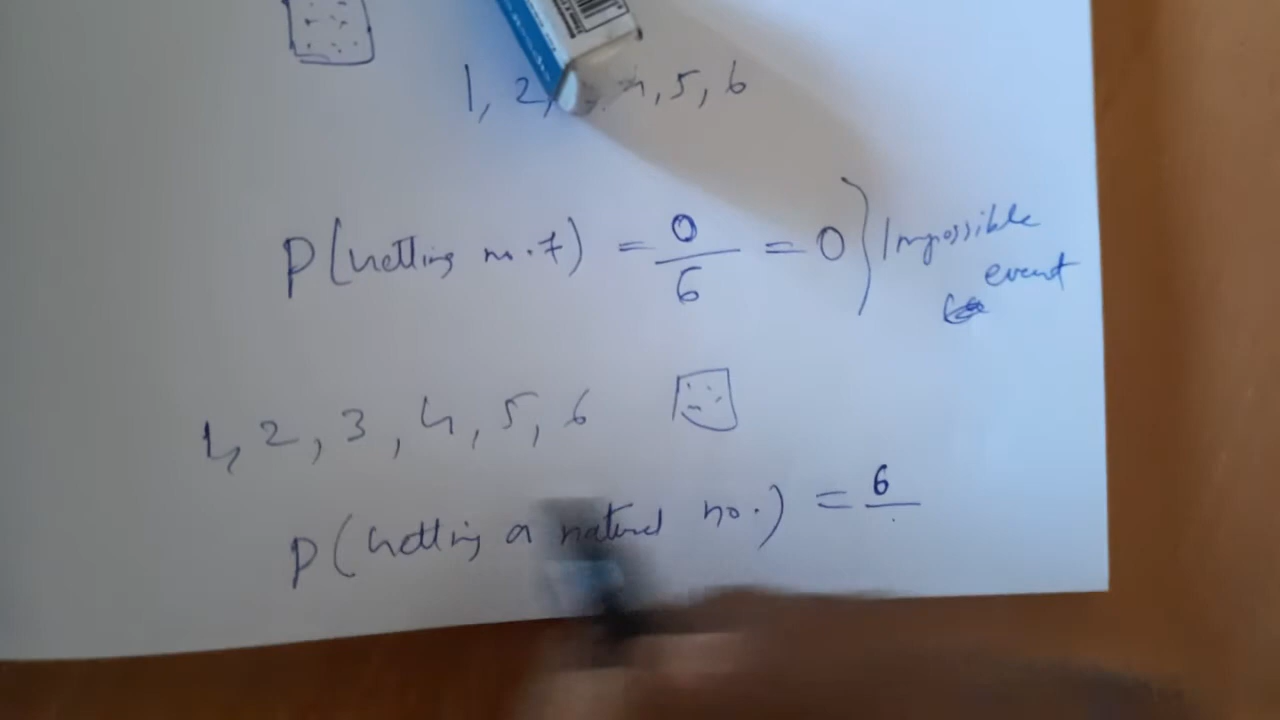 1, 2, 4, 5, 6
P(Getting no. 7) = 0/6 = 0 } Impossible
event
1, 2, 3, 4, 5, 6
P(Getting a natural no.) = 6/